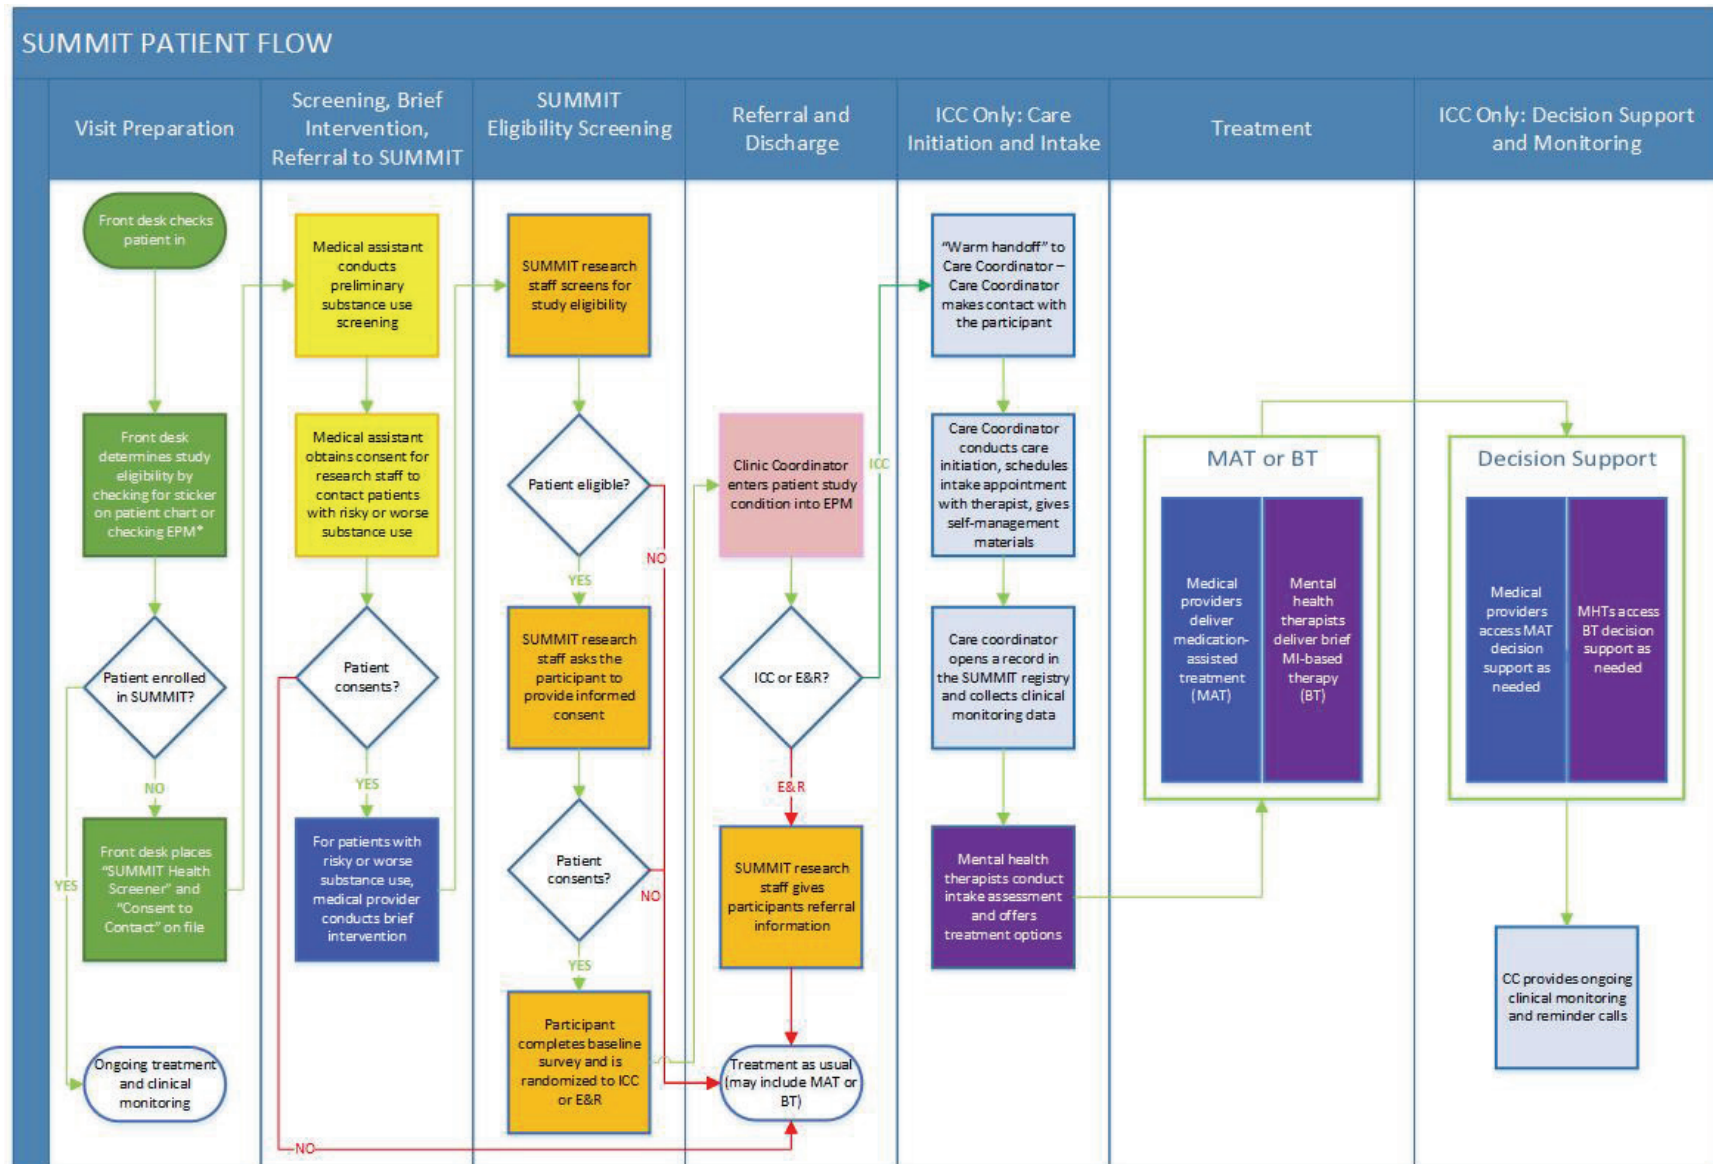 SUMMIT PATIENT FLOW
Visit Preparation
Screening, Brief
Intervention,
Referral to SUMMIT
SUMMIT
Eligibility Screening
Referral and
Discharge
ICC Only: Care
Initiation and Intake
Treatment
ICC Only: Decision Support
and Monitoring
Front desk checks
patient in
Front desk
determines study
eligibility by
checking for sticker
on patient chart or
checking EPM*
Patient enrolled
in SUMMIT?
NO
YES
Front desk places
“SUMMIT Health
Screener” and
“Consent to
Contact” on file
Ongoing treatment
and clinical
monitoring
Medical assistant
conducts
preliminary
substance use
screening
Medical assistant
obtains consent for
research staff to
contact patients
with risky or worse
substance use
Patient
consents?
YES
For patients with
risky or worse
substance use,
medical provider
conducts brief
intervention
NO
SUMMIT research
staff screens for
study eligibility
Patient eligible?
NO
YES
SUMMIT research
staff asks the
participant to
provide informed
consent
Patient
consents?
NO
YES
Participant
completes baseline
survey and is
randomized to ICC
or E&R
Clinic Coordinator
enters patient study
condition into EPM
ICC or E&R?
ICC
E&R
SUMMIT research
staff gives
participants referral
information
Treatment as usual
(may include MAT or
BT)
“Warm handoff” to
Care Coordinator –
Care Coordinator
makes contact with
the participant
Care Coordinator
conducts care
initiation, schedules
intake appointment
with therapist, gives
self-management
materials
Care coordinator
opens a record in
the SUMMIT registry
and collects clinical
monitoring data
Mental health
therapists conduct
intake assessment
and offers
treatment options
MAT or BT
Medical
providers
deliver
medication-
assisted
treatment
(MAT)
Mental
health
therapists
deliver brief
MI-based
therapy
(BT)
Decision Support
Medical
providers
access MAT
decision
support as
needed
MHTs access
BT decision
support as
needed
CC provides ongoing
clinical monitoring
and reminder calls